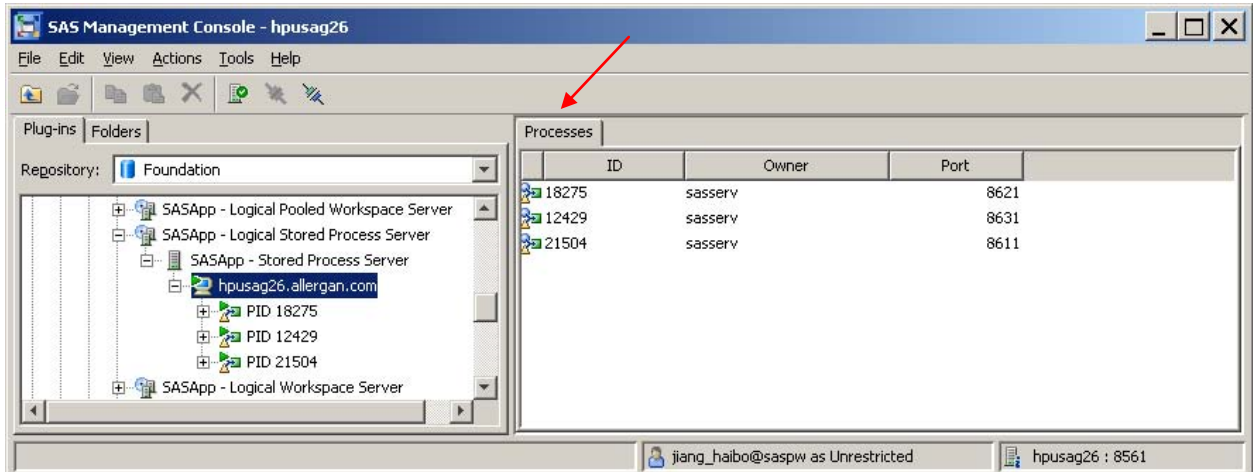 SAS Management Console - hpusag26
File Edit View Actions Tools Help
Plug-ins Folders
Repository: Foundation
SASApp - Logical Pooled Workspace Server
SASApp - Logical Stored Process Server
SASApp - Stored Process Server
hpusag26.allergan.com
PID 18275
PID 12429
PID 21504
SASApp - Logical Workspace Server
Processes
ID Owner Port
18275 sasserv 8621
12429 sasserv 8631
21504 sasserv 8611
jiang_haibo@saspw as Unrestricted hpusag26 : 8561